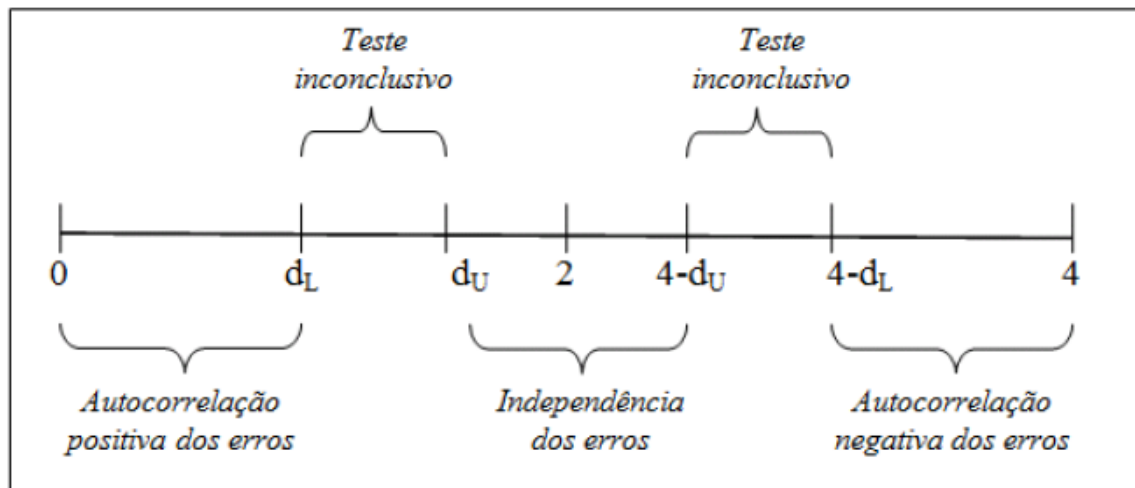 Teste
inconclusivo
Teste
inconclusivo
0 dL dU 2 4-dU 4-dL 4
Autocorrelação
positiva dos erros
Independência
dos erros
Autocorrelação
negativa dos erros